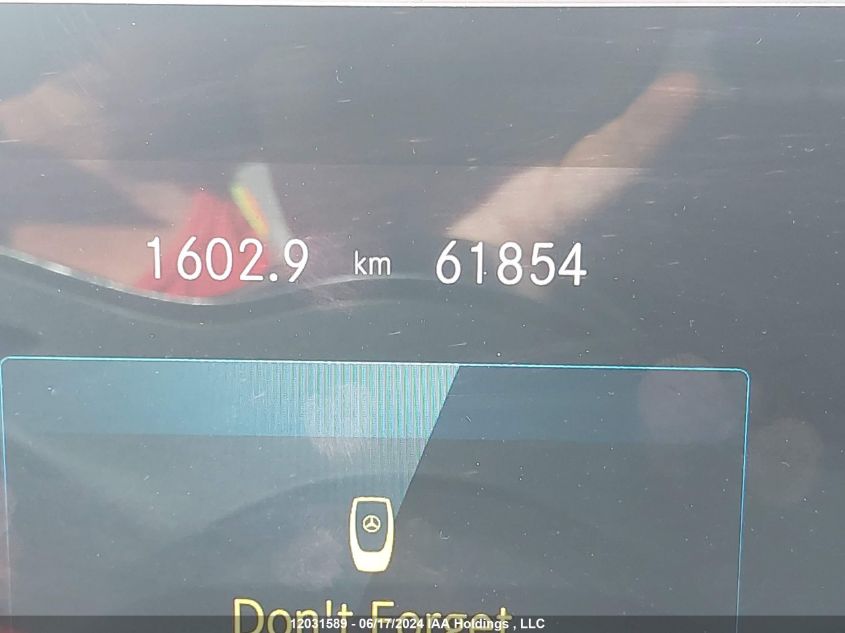 1602.9 km 61854
Don't Forget
12031589 - 06/17/2024 IAA Holdings , LLC